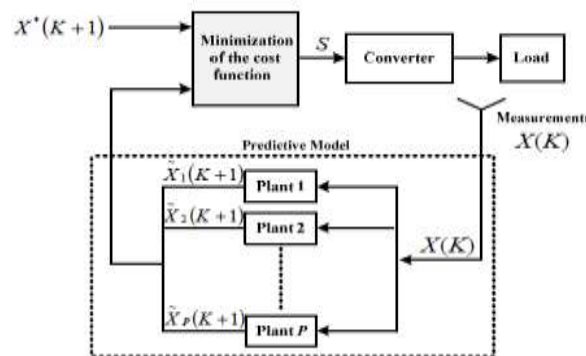 X*(K+1)
Minimization
of the cost
function
S
Converter
Load
Measurements
X(K)
Predictive Model
X̃₁(K+1)
Plant 1
X̃₂(K+1)
Plant 2
X(K)
X̃ₚ(K+1)
Plant P